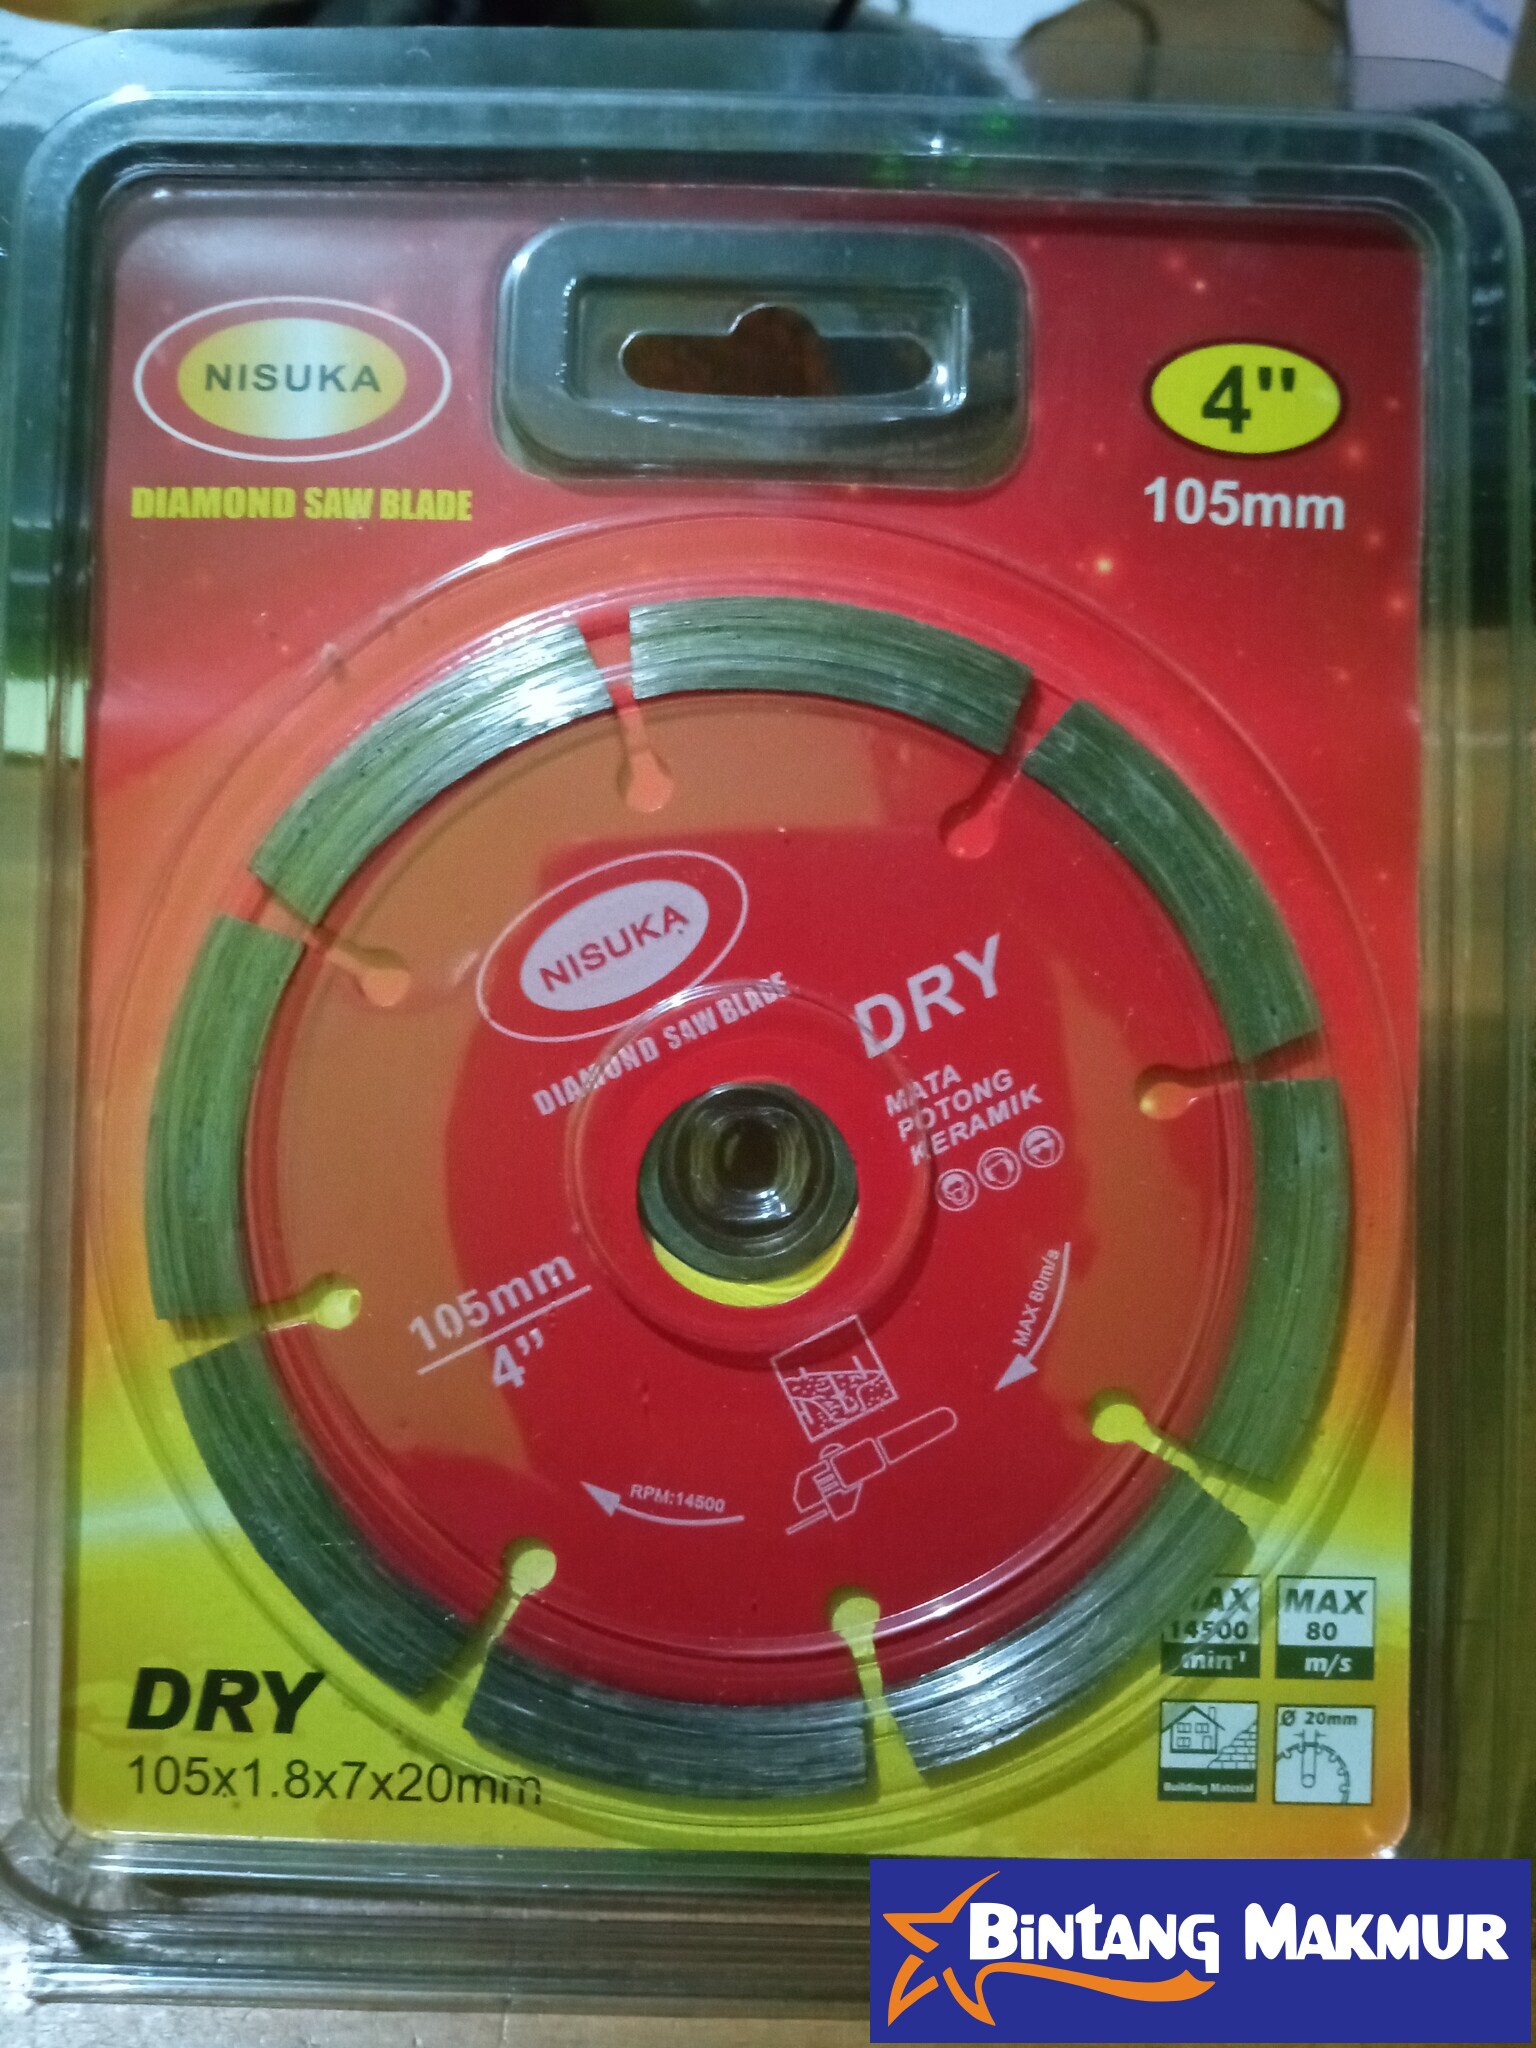 NISUKA
DIAMOND SAW BLADE
4"
105mm
NISUKA
DIAMOND SAW BLADE
DRY
MATA
POTONG
KERAMIK
105mm
4"
MAX 80m/s
RPM:14500
DRY
105x1.8x7x20mm
MAX
14500
min⁻¹
MAX
80
m/s
Building Material
Ø 20mm
BINTANG MAKMUR